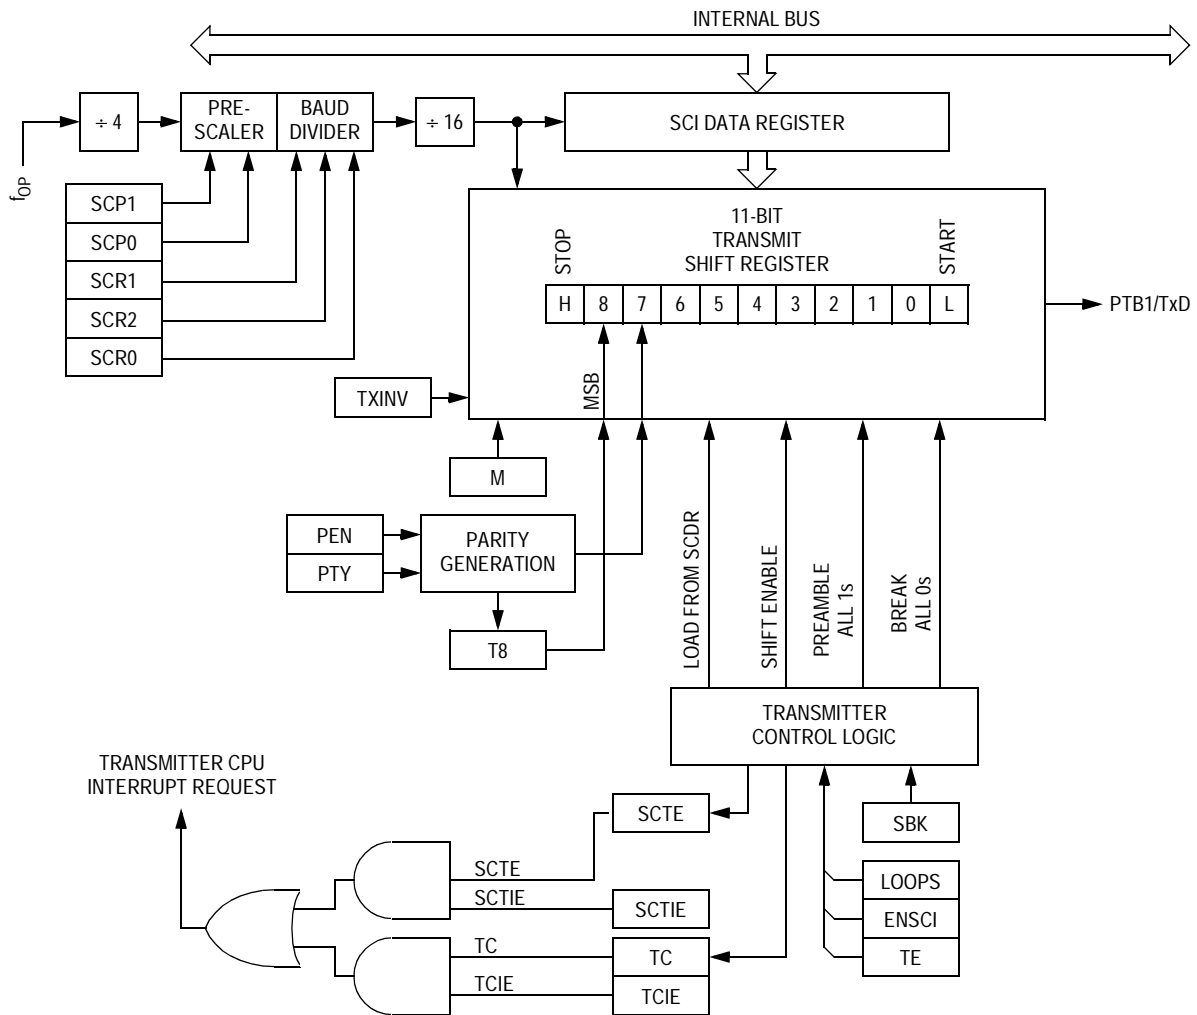 INTERNAL BUS
÷ 4
PRE-
SCALER
BAUD
DIVIDER
÷ 16
SCI DATA REGISTER
fOP
SCP1
SCP0
SCR1
SCR2
SCR0
11-BIT
TRANSMIT
SHIFT REGISTER
STOP
START
H 8 7 6 5 4 3 2 1 0 L
PTB1/TxD
TXINV
MSB
M
PEN
PTY
PARITY
GENERATION
T8
LOAD FROM SCDR
SHIFT ENABLE
PREAMBLE
ALL 1s
BREAK
ALL 0s
TRANSMITTER
CONTROL LOGIC
TRANSMITTER CPU
INTERRUPT REQUEST
SCTE
SBK
SCTE
SCTIE
SCTIE
LOOPS
ENSCI
TE
TC
TC
TCIE
TCIE